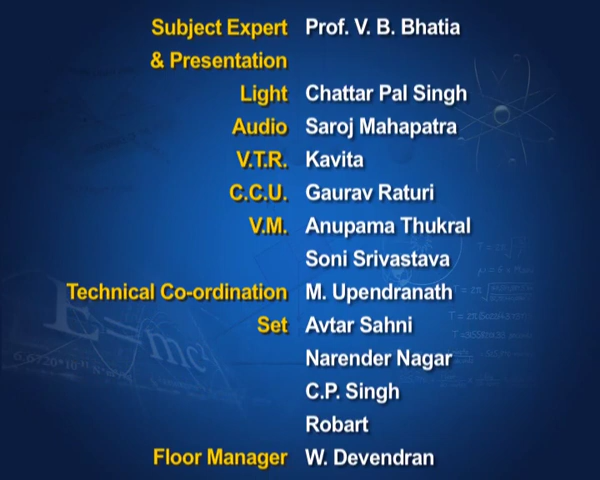 Subject Expert Prof. V. B. Bhatia
& Presentation
Light Chattar Pal Singh
Audio Saroj Mahapatra
V.T.R. Kavita
C.C.U. Gaurav Raturi
V.M. Anupama Thukral
Soni Srivastava
Technical Co-ordination M. Upendranath
Set Avtar Sahni
Narender Nagar
C.P. Singh
Robart
Floor Manager W. Devendran
E=mc²